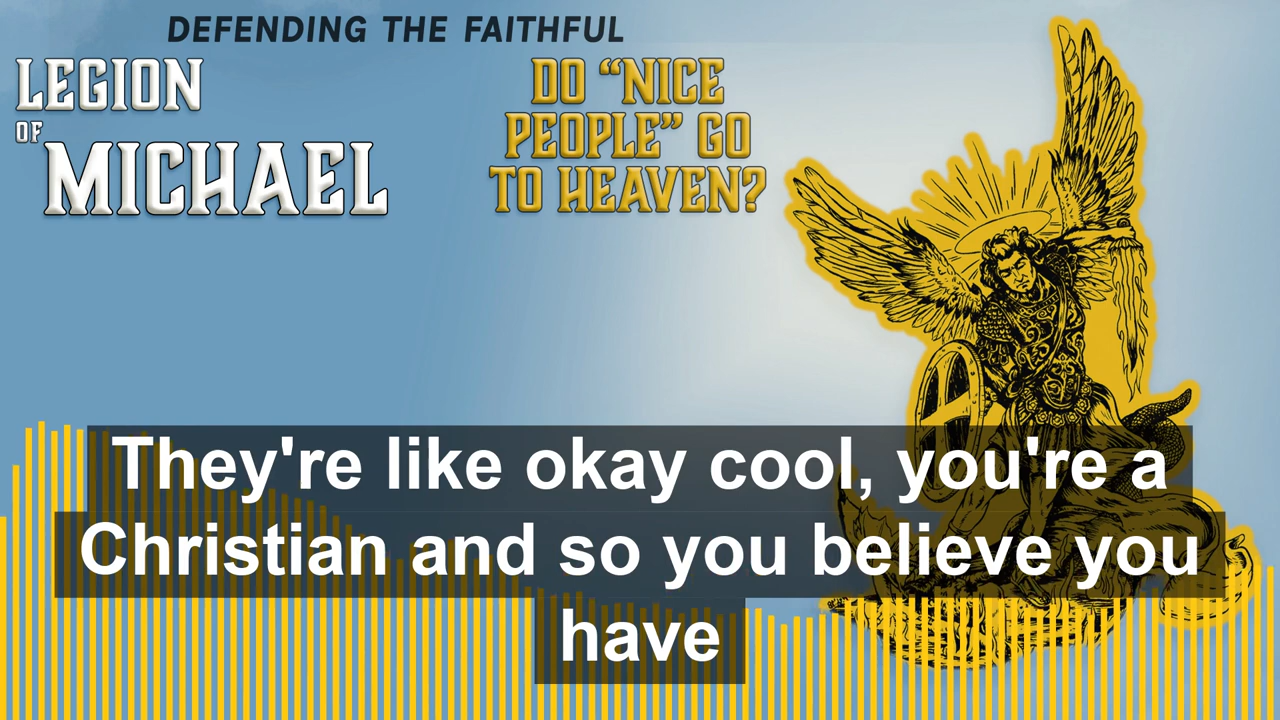 DEFENDING THE FAITHFUL
LEGION
OF
MICHAEL
DO “NICE
PEOPLE” GO
TO HEAVEN?
They're like okay cool, you're a
Christian and so you believe you
have